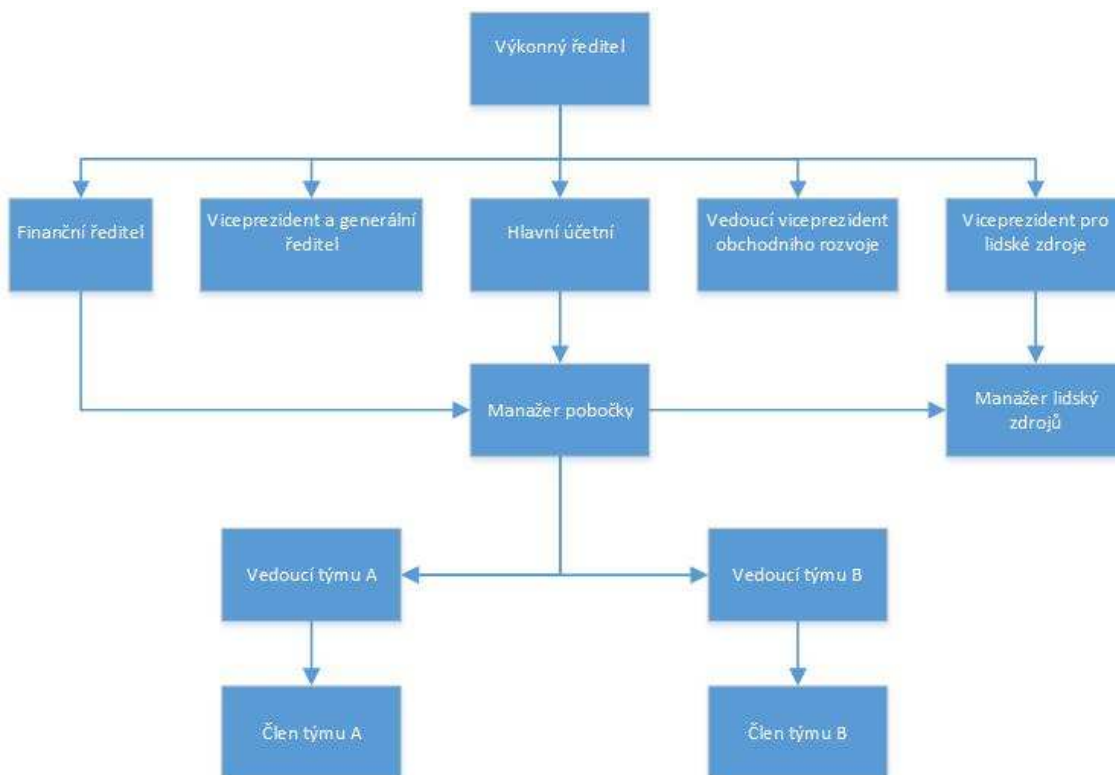 Výkonný ředitel
Finanční ředitel
Viceprezident a generální
ředitel
Hlavní účetní
Vedoucí viceprezident
obchodního rozvoje
Viceprezident pro
lidské zdroje
Manažer pobočky
Manažer lidský
zdrojů
Vedoucí týmu A
Vedoucí týmu B
Člen týmu A
Člen týmu B